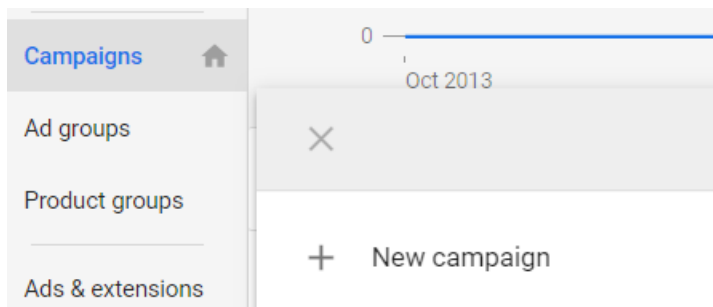 Campaigns
Ad groups
Product groups
Ads & extensions
0
Oct 2013
New campaign